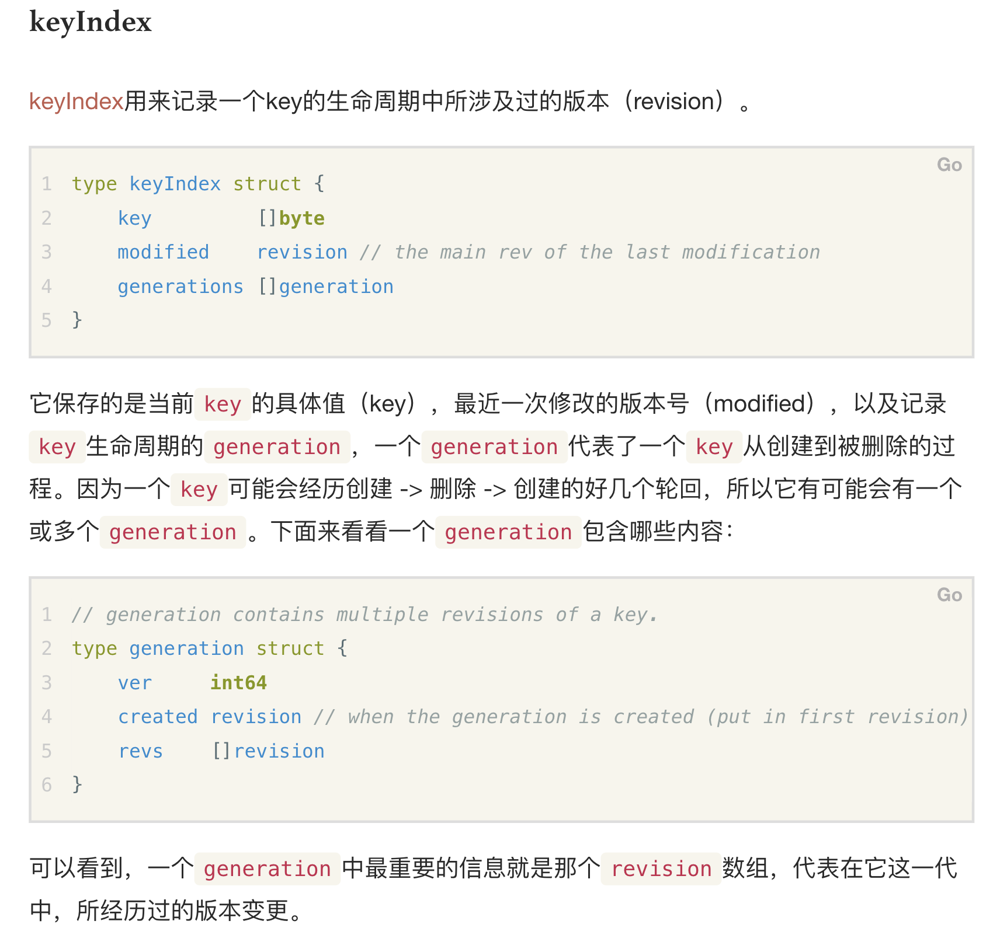 keyIndex
keyIndex用来记录一个key的生命周期中所涉及过的版本（revision）。
Go
1 type keyIndex struct {
2     key         []byte
3     modified    revision // the main rev of the last modification
4     generations []generation
5 }
它保存的是当前 key 的具体值（key），最近一次修改的版本号（modified），以及记录
key 生命周期的 generation ，一个 generation 代表了一个 key 从创建到被删除的过
程。因为一个 key 可能会经历创建 -> 删除 -> 创建的好几个轮回，所以它有可能会有一个
或多个 generation 。下面来看看一个 generation 包含哪些内容：
Go
1 // generation contains multiple revisions of a key.
2 type generation struct {
3     ver     int64
4     created revision // when the generation is created (put in first revision)
5     revs    []revision
6 }
可以看到，一个 generation 中最重要的信息就是那个 revision 数组，代表在它这一代
中，所经历过的版本变更。